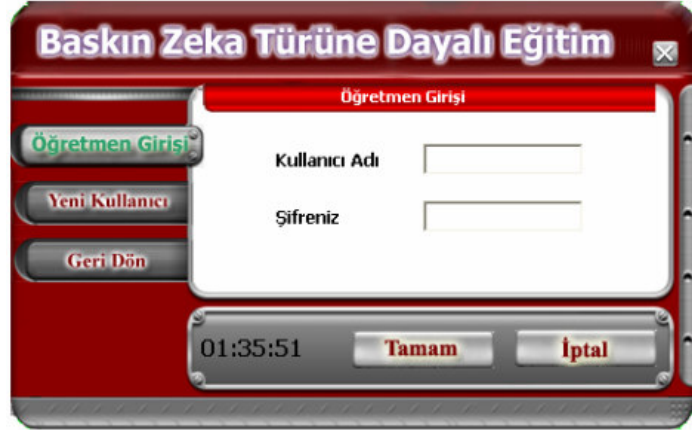 Baskın Zeka Türüne Dayalı Eğitim
Öğretmen Girişi
Öğretmen Girişi
Kullanıcı Adı
Yeni Kullanıcı
Şifreniz
Geri Dön
01:35:51
Tamam
İptal